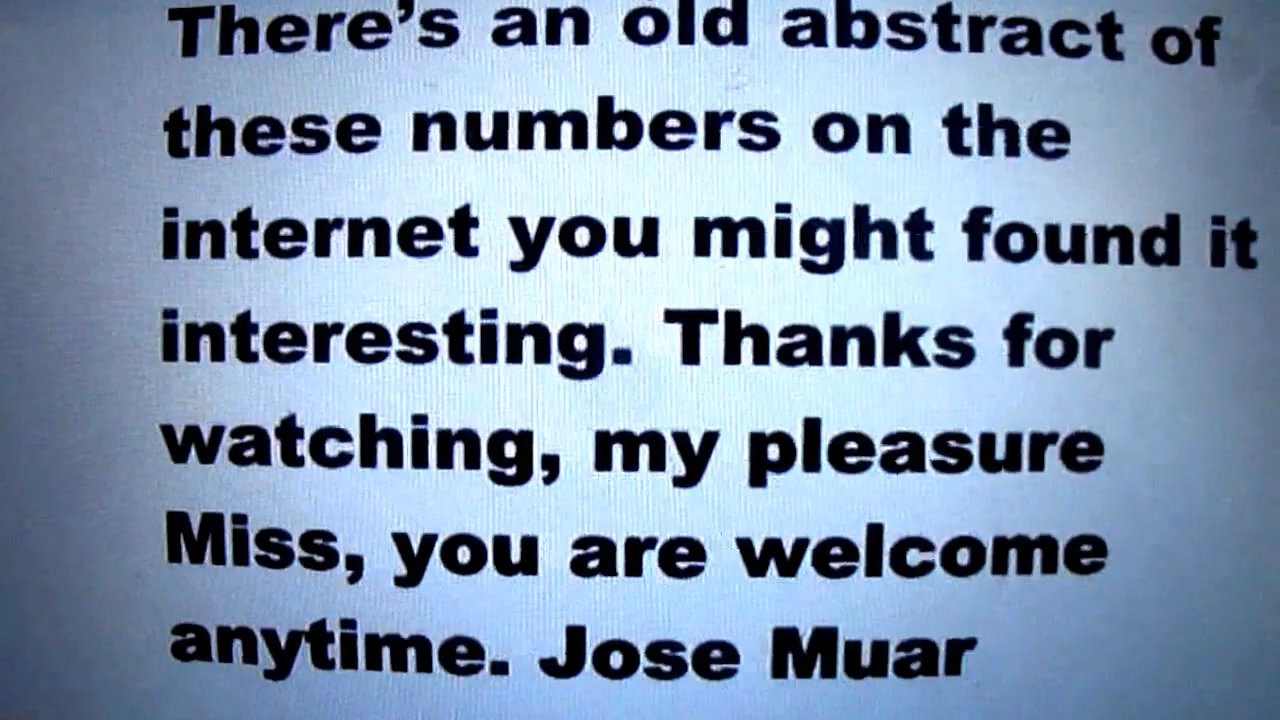 There's an old abstract of
these numbers on the
internet you might found it
interesting. Thanks for
watching, my pleasure
Miss, you are welcome
anytime. Jose Muar